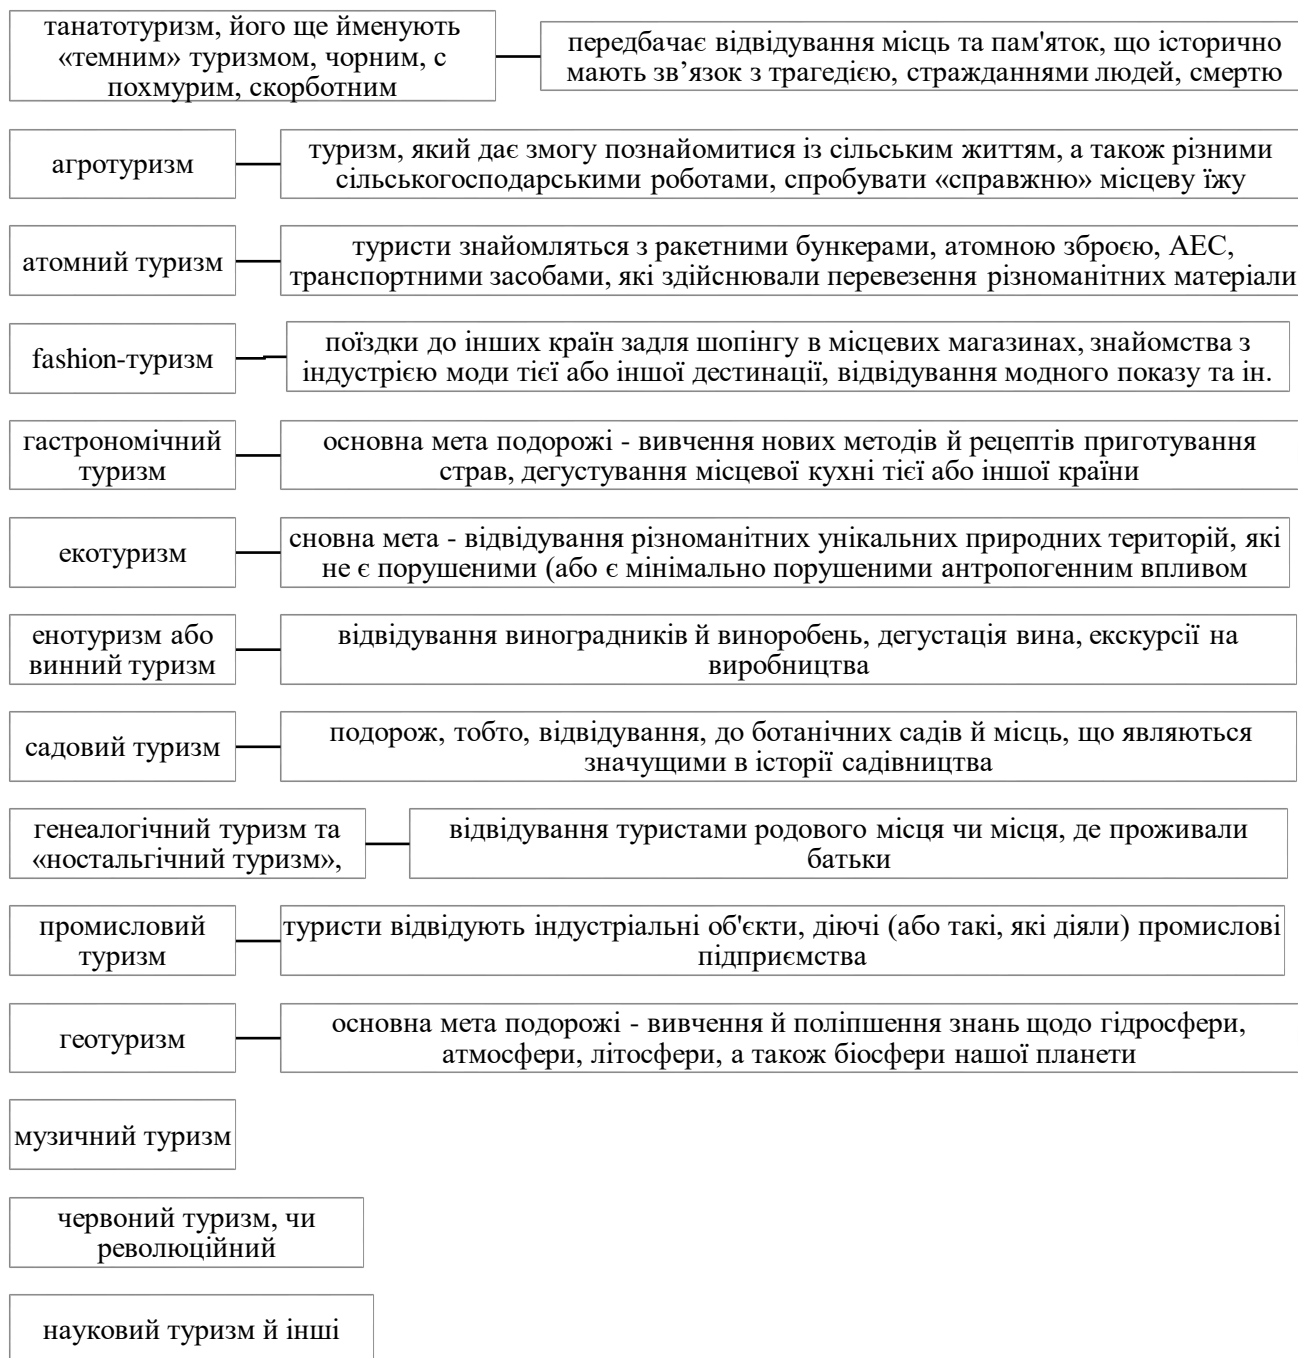 танатотуризм, його ще йменують
«темним» туризмом, чорним, с
похмурим, скорботним
передбачає відвідування місць та пам'яток, що історично
мають зв’язок з трагедією, стражданнями людей, смертю
агротуризм
туризм, який дає змогу познайомитися із сільським життям, а також різними
сільськогосподарськими роботами, спробувати «справжню» місцеву їжу
атомний туризм
туристи знайомляться з ракетними бункерами, атомною зброєю, АЕС,
транспортними засобами, які здійснювали перевезення різноманітних матеріали
fashion-туризм
поїздки до інших країн задля шопінгу в місцевих магазинах, знайомства з
індустрією моди тієї або іншої дестинації, відвідування модного показу та ін.
гастрономічний
туризм
основна мета подорожі - вивчення нових методів й рецептів приготування
страв, дегустування місцевої кухні тієї або іншої країни
екотуризм
сновна мета - відвідування різноманітних унікальних природних територій, які
не є порушеними (або є мінімально порушеними антропогенним впливом
енотуризм або
винний туризм
відвідування виноградників й виноробень, дегустація вина, екскурсії на
виробництва
садовий туризм
подорож, тобто, відвідування, до ботанічних садів й місць, що являються
значущими в історії садівництва
генеалогічний туризм та
«ностальгічний туризм»,
відвідування туристами родового місця чи місця, де проживали
батьки
промисловий
туризм
туристи відвідують індустріальні об'єкти, діючі (або такі, які діяли) промислові
підприємства
геотуризм
основна мета подорожі - вивчення й поліпшення знань щодо гідросфери,
атмосфери, літосфери, а також біосфери нашої планети
музичний туризм
червоний туризм, чи
революційний
науковий туризм й інші